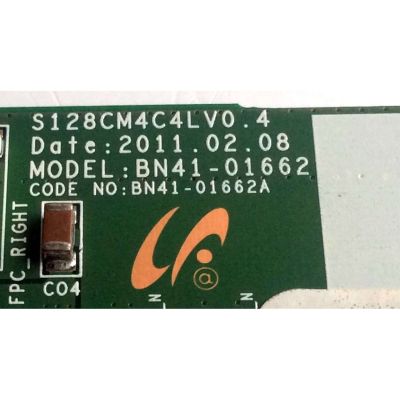 S128CM4C4LV0.4
Date:2011.02.08
MODEL:BN41-01662
CODE NO:BN41-01662A
FPC_RIGHT
C04
@
N
N